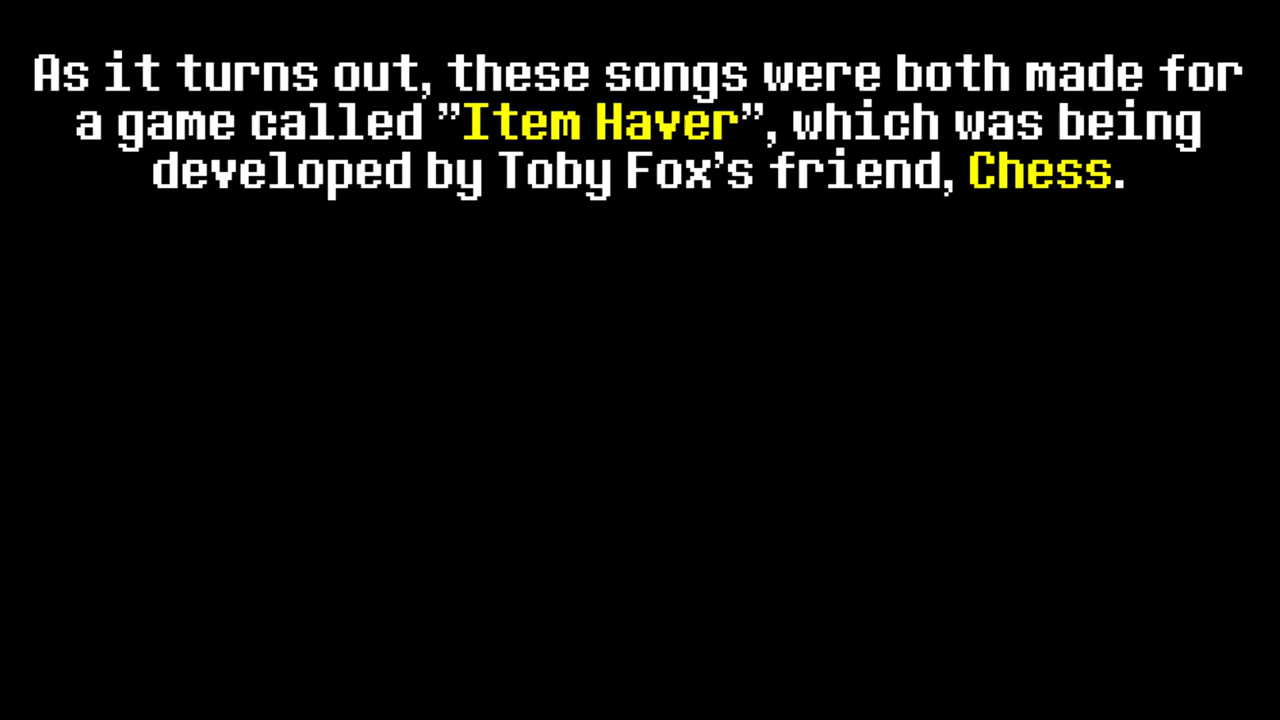 As it turns out, these songs were both made for
a game called ”Item Haver”, which was being
developed by Toby Fox’s friend, Chess.